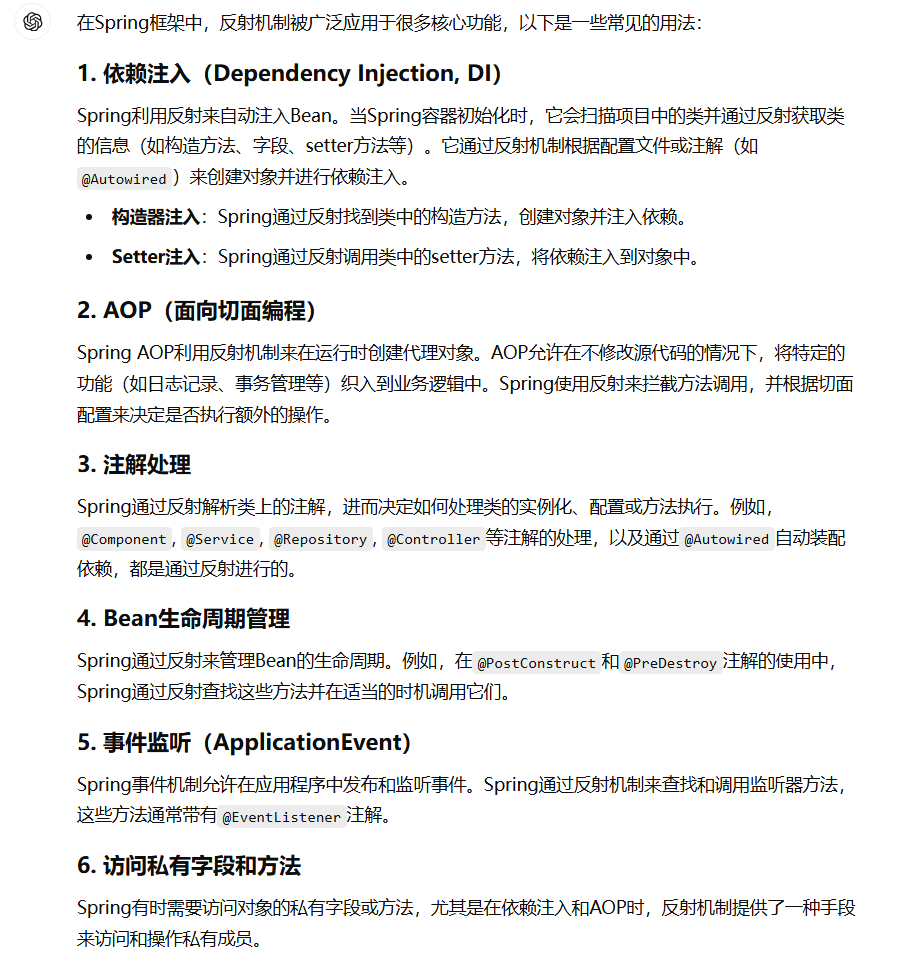 在Spring框架中，反射机制被广泛应用于很多核心功能，以下是一些常见的用法：
1. 依赖注入（Dependency Injection, DI）
Spring利用反射来自动注入Bean。当Spring容器初始化时，它会扫描项目中的类并通过反射获取类
的信息（如构造方法、字段、setter方法等）。它通过反射机制根据配置文件或注解（如
@Autowired）来创建对象并进行依赖注入。
• 构造器注入：Spring通过反射找到类中的构造方法，创建对象并注入依赖。
• Setter注入：Spring通过反射调用类中的setter方法，将依赖注入到对象中。
2. AOP（面向切面编程）
Spring AOP利用反射机制来在运行时创建代理对象。AOP允许在不修改源代码的情况下，将特定的
功能（如日志记录、事务管理等）织入到业务逻辑中。Spring使用反射来拦截方法调用，并根据切面
配置来决定是否执行额外的操作。
3. 注解处理
Spring通过反射解析类上的注解，进而决定如何处理类的实例化、配置或方法执行。例如，
@Component，@Service，@Repository，@Controller等注解的处理，以及通过@Autowired自动装配
依赖，都是通过反射进行的。
4. Bean生命周期管理
Spring通过反射来管理Bean的生命周期。例如，在@PostConstruct和@PreDestroy注解的使用中，
Spring通过反射查找这些方法并在适当的时机调用它们。
5. 事件监听（ApplicationEvent）
Spring事件机制允许在应用程序中发布和监听事件。Spring通过反射机制来查找和调用监听器方法，
这些方法通常带有@EventListener注解。
6. 访问私有字段和方法
Spring有时需要访问对象的私有字段或方法，尤其是在依赖注入和AOP时，反射机制提供了一种手段
来访问和操作私有成员。